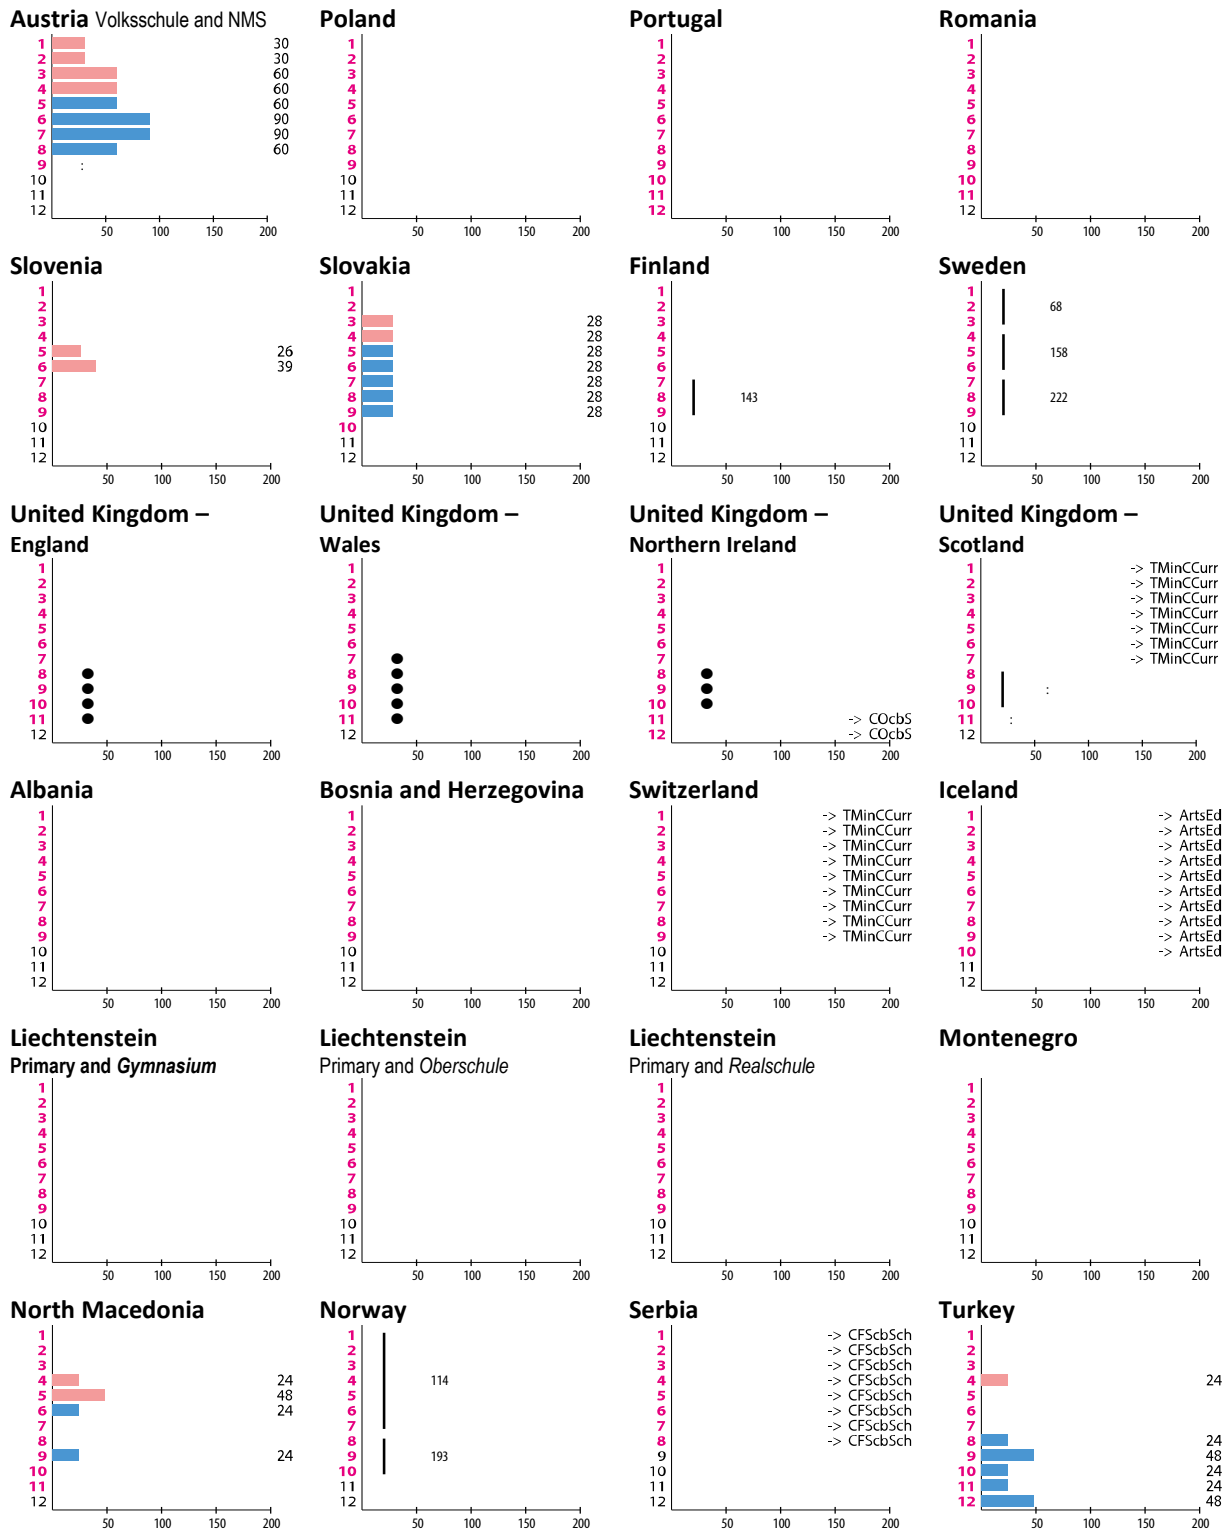 Austria Volksschule and NMS
1 30
2 30
3 60
4 60
5 60
6 90
7 90
8 60
9 :
10
11
12
50 100 150 200
Poland
1
2
3
4
5
6
7
8
9
10
11
12
50 100 150 200
Portugal
1
2
3
4
5
6
7
8
9
10
11
12
50 100 150 200
Romania
1
2
3
4
5
6
7
8
9
10
11
12
50 100 150 200
Slovenia
1
2
3
4
5 26
6 39
7
8
9
10
11
12
50 100 150 200
Slovakia
1
2
3 28
4 28
5 28
6 28
7 28
8 28
9 28
10
11
12
50 100 150 200
Finland
1
2
3
4
5
6
7
8 143
9
10
11
12
50 100 150 200
Sweden
1
2 68
3
4
5 158
6
7
8 222
9
10
11
12
50 100 150 200
United Kingdom –
England
1
2
3
4
5
6
7
8
9
10
11
12
50 100 150 200
United Kingdom –
Wales
1
2
3
4
5
6
7
8
9
10
11
12
50 100 150 200
United Kingdom –
Northern Ireland
1
2
3
4
5
6
7
8
9
10
11 -> COcbS
12 -> COcbS
50 100 150 200
United Kingdom –
Scotland
1 -> TMinCCurr
2 -> TMinCCurr
3 -> TMinCCurr
4 -> TMinCCurr
5 -> TMinCCurr
6 -> TMinCCurr
7 -> TMinCCurr
8
9 :
10
11 :
12
50 100 150 200
Albania
1
2
3
4
5
6
7
8
9
10
11
12
50 100 150 200
Bosnia and Herzegovina
1
2
3
4
5
6
7
8
9
10
11
12
50 100 150 200
Switzerland
1 -> TMinCCurr
2 -> TMinCCurr
3 -> TMinCCurr
4 -> TMinCCurr
5 -> TMinCCurr
6 -> TMinCCurr
7 -> TMinCCurr
8 -> TMinCCurr
9 -> TMinCCurr
10
11
12
50 100 150 200
Iceland
1 -> ArtsEd
2 -> ArtsEd
3 -> ArtsEd
4 -> ArtsEd
5 -> ArtsEd
6 -> ArtsEd
7 -> ArtsEd
8 -> ArtsEd
9 -> ArtsEd
10 -> ArtsEd
11
12
50 100 150 200
Liechtenstein
Primary and Gymnasium
1
2
3
4
5
6
7
8
9
10
11
12
50 100 150 200
Liechtenstein
Primary and Oberschule
1
2
3
4
5
6
7
8
9
10
11
12
50 100 150 200
Liechtenstein
Primary and Realschule
1
2
3
4
5
6
7
8
9
10
11
12
50 100 150 200
Montenegro
1
2
3
4
5
6
7
8
9
10
11
12
50 100 150 200
North Macedonia
1
2
3
4 24
5 48
6 24
7
8
9 24
10
11
12
50 100 150 200
Norway
1
2
3
4 114
5
6
7
8
9 193
10
11
12
50 100 150 200
Serbia
1 -> CFScbSch
2 -> CFScbSch
3 -> CFScbSch
4 -> CFScbSch
5 -> CFScbSch
6 -> CFScbSch
7 -> CFScbSch
8 -> CFScbSch
9
10
11
12
50 100 150 200
Turkey
1
2
3
4 24
5
6
7
8 24
9 48
10 24
11 24
12 48
50 100 150 200